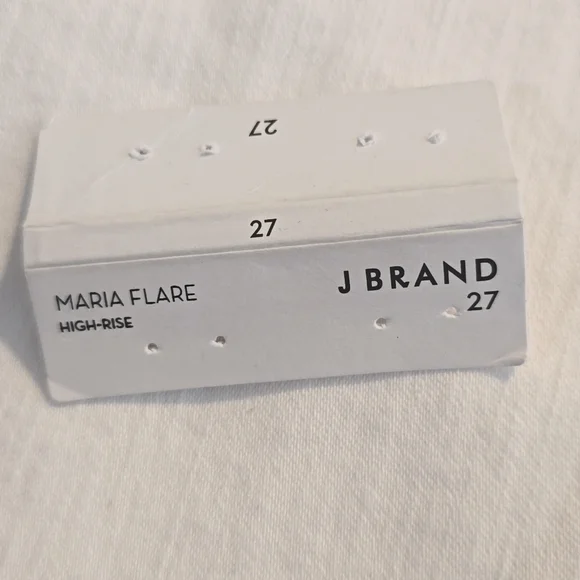 27
27
MARIA FLARE
HIGH-RISE
J BRAND
27